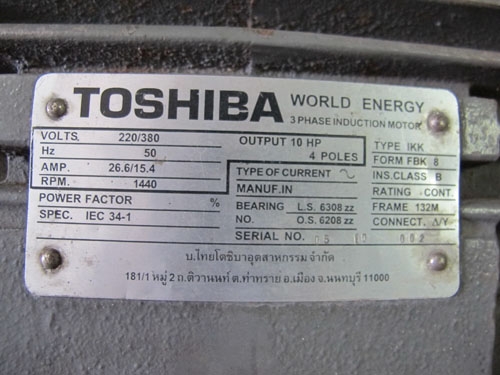 TOSHIBA WORLD ENERGY
3 PHASE INDUCTION MOTOR
VOLTS. 220/380
Hz 50
AMP. 26.6/15.4
RPM. 1440
POWER FACTOR %
SPEC. IEC 34-1
OUTPUT 10 HP
4 POLES
TYPE OF CURRENT ~
MANUF.IN
BEARING L.S. 6308 zz
NO. O.S. 6208 zz
SERIAL NO.
TYPE IKK
FORM FBK 8
INS.CLASS B
RATING CONT.
FRAME 132M
CONNECT. Δ/Y
บ.ไทยโตชิบาอุตสาหกรรมจำกัด
181/1 หมู่ 2 ถ.ติวานนท์ ต.ท่าทราย อ.เมือง จ.นนทบุรี 11000